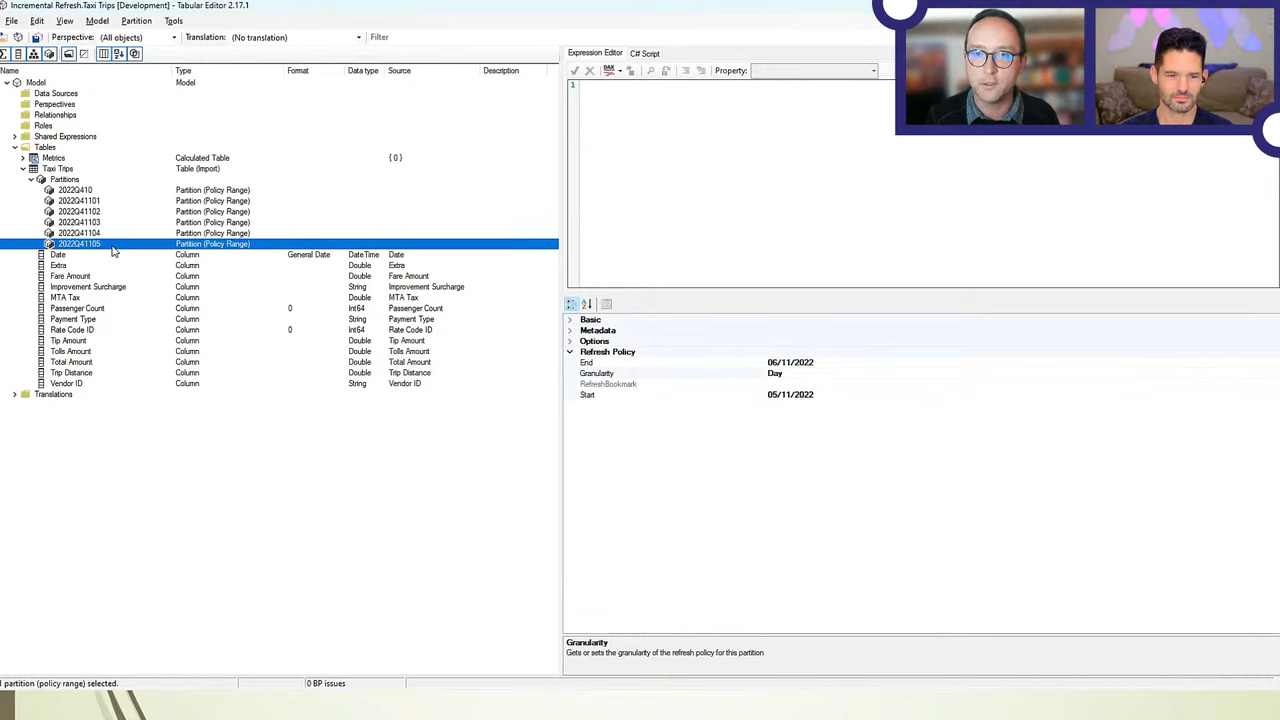 Incremental Refresh.Taxi Trips [Development] - Tabular Editor 2.17.1
File Edit View Model Partition Tools
Perspective: (All objects) Translation: (No translation) Filter
Name Type Format Data type Source Description
Model Model
Data Sources
Perspectives
Relationships
Roles
Shared Expressions
Tables
Metrics Calculated Table { 0 }
Taxi Trips Table (Import)
Partitions
2022Q410 Partition (Policy Range)
2022Q41101 Partition (Policy Range)
2022Q41102 Partition (Policy Range)
2022Q41103 Partition (Policy Range)
2022Q41104 Partition (Policy Range)
2022Q41105 Partition (Policy Range)
Date Column General Date DateTime Date
Extra Column Double Extra
Fare Amount Column Double Fare Amount
Improvement Surcharge Column String Improvement Surcharge
MTA Tax Column Double MTA Tax
Passenger Count Column 0 Int64 Passenger Count
Payment Type Column String Payment Type
Rate Code ID Column 0 Int64 Rate Code ID
Tip Amount Column Double Tip Amount
Tolls Amount Column Double Tolls Amount
Total Amount Column Double Total Amount
Trip Distance Column Double Trip Distance
Vendor ID Column String Vendor ID
Translations
Expression Editor C# Script
DAX Property:
1
Basic
Metadata
Options
Refresh Policy
End 06/11/2022
Granularity Day
RefreshBookmark
Start 05/11/2022
Granularity
Gets or sets the granularity of the refresh policy for this partition
partition (policy range) selected. 0 BP issues